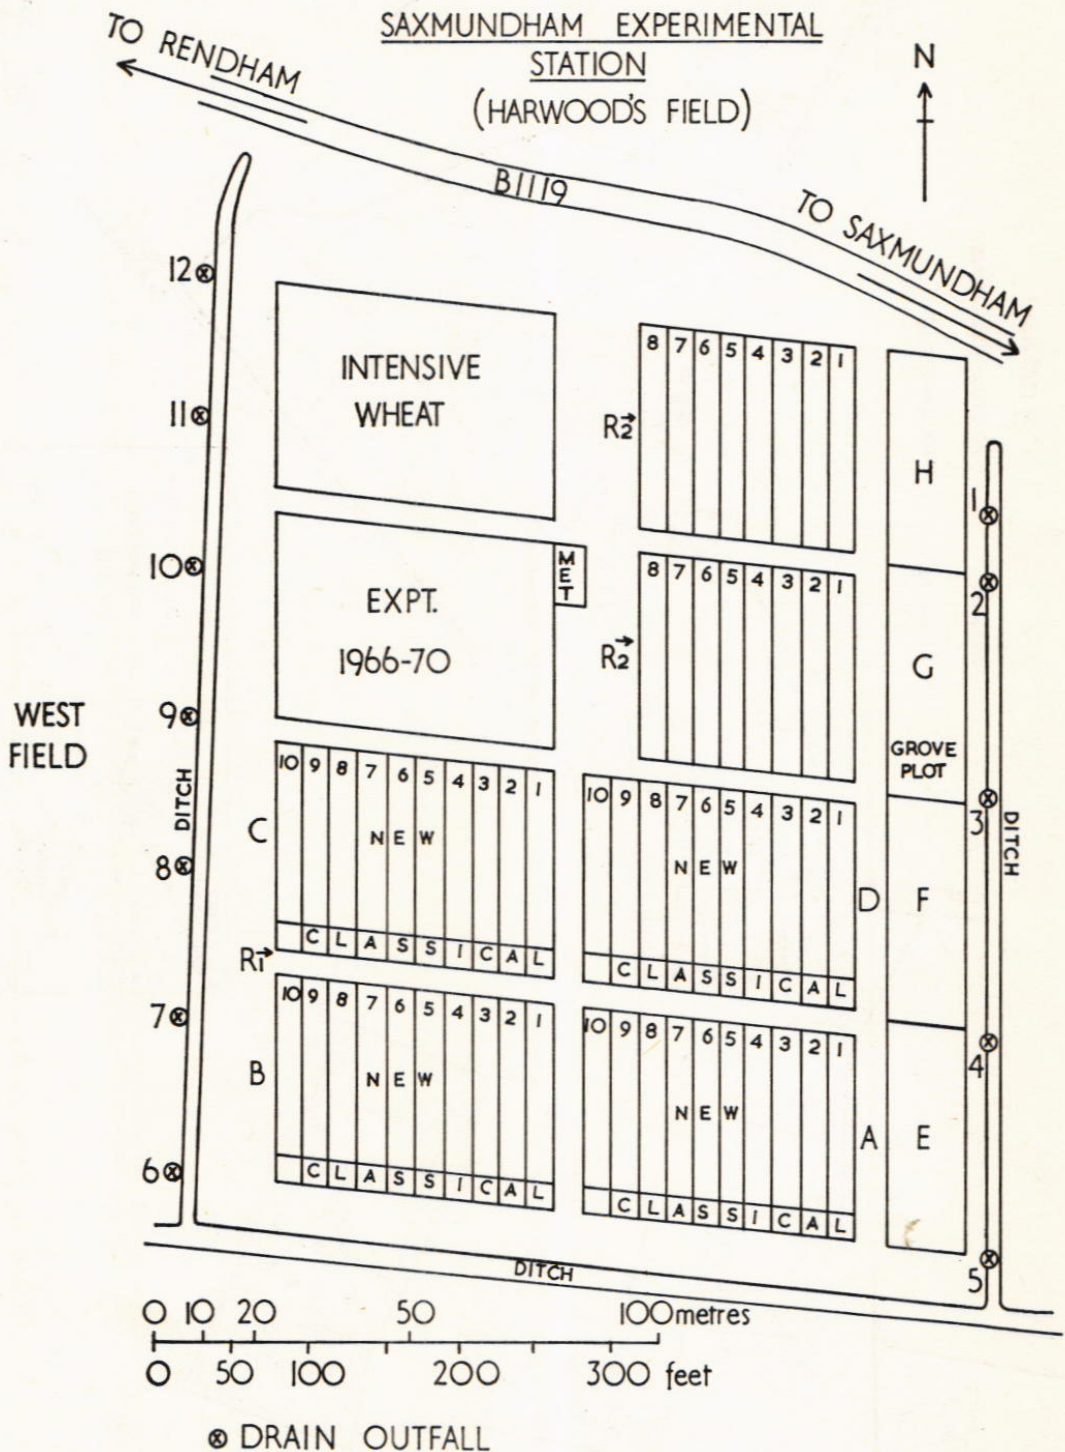 SAXMUNDHAM EXPERIMENTAL
STATION
(HARWOOD'S FIELD)
N
TO RENDHAM
B1119
TO SAXMUNDHAM
12
INTENSIVE
WHEAT
8 7 6 5 4 3 2 1
11
R2
H
1
10
MET
8 7 6 5 4 3 2 1
2
EXPT.
1966-70
R2
G
WEST
FIELD
9
GROVE
PLOT
DITCH
10 9 8 7 6 5 4 3 2 1
10 9 8 7 6 5 4 3 2 1
3
DITCH
C
NEW
NEW
8
D
F
CLASSICAL
CLASSICAL
R1
7
10 9 8 7 6 5 4 3 2 1
10 9 8 7 6 5 4 3 2 1
4
B
NEW
NEW
A
E
6
CLASSICAL
CLASSICAL
DITCH
5
0 10 20 50 100 metres
0 50 100 200 300 feet
⊗ DRAIN OUTFALL